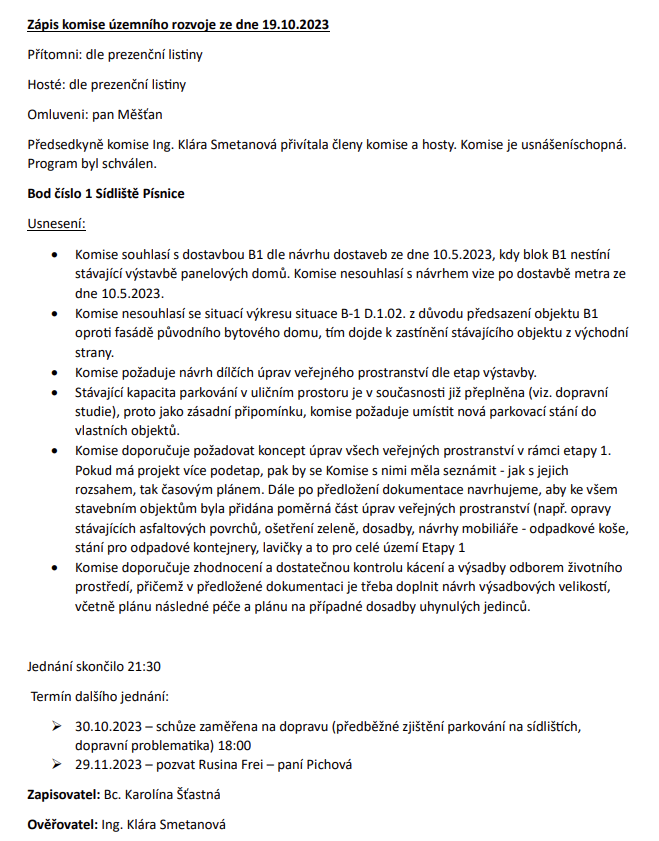 Zápis komise územního rozvoje ze dne 19.10.2023
Přítomni: dle prezenční listiny
Hosté: dle prezenční listiny
Omluveni: pan Měšťan
Předsedkyně komise Ing. Klára Smetanová přivítala členy komise a hosty. Komise je usnášeníschopná.
Program byl schválen.
Bod číslo 1 Sídliště Písnice
Usnesení:
• Komise souhlasí s dostavbou B1 dle návrhu dostaveb ze dne 10.5.2023, kdy blok B1 nestíní
stávající výstavbě panelových domů. Komise nesouhlasí s návrhem vize po dostavbě metra ze
dne 10.5.2023.
• Komise nesouhlasí se situací výkresu situace B-1 D.1.02. z důvodu předsazení objektu B1
oproti fasádě původního bytového domu, tím dojde k zastínění stávajícího objektu z východní
strany.
• Komise požaduje návrh dílčích úprav veřejného prostranství dle etap výstavby.
• Stávající kapacita parkování v uličním prostoru je v současnosti již přeplněna (viz. dopravní
studie), proto jako zásadní připomínku, komise požaduje umístit nová parkovací stání do
vlastních objektů.
• Komise doporučuje požadovat koncept úprav všech veřejných prostranství v rámci etapy 1.
Pokud má projekt více podetap, pak by se Komise s nimi měla seznámit - jak s jejich
rozsahem, tak časovým plánem. Dále po předložení dokumentace navrhujeme, aby ke všem
stavebním objektům byla přidána poměrná část úprav veřejných prostranství (např. opravy
stávajících asfaltových povrchů, ošetření zeleně, dosadby, návrhy mobiliáře - odpadkové koše,
stání pro odpadové kontejnery, lavičky a to pro celé území Etapy 1
• Komise doporučuje zhodnocení a dostatečnou kontrolu kácení a výsadby odborem životního
prostředí, přičemž v předložené dokumentaci je třeba doplnit návrh výsadbových velikostí,
včetně plánu následné péče a plánu na případné dosadby uhynulých jedinců.
Jednání skončilo 21:30
Termín dalšího jednání:
➢ 30.10.2023 – schůze zaměřena na dopravu (předběžné zjištění parkování na sídlištích,
dopravní problematika) 18:00
➢ 29.11.2023 – pozvat Rusina Frei – paní Pichová
Zapisovatel: Bc. Karolína Šťastná
Ověřovatel: Ing. Klára Smetanová